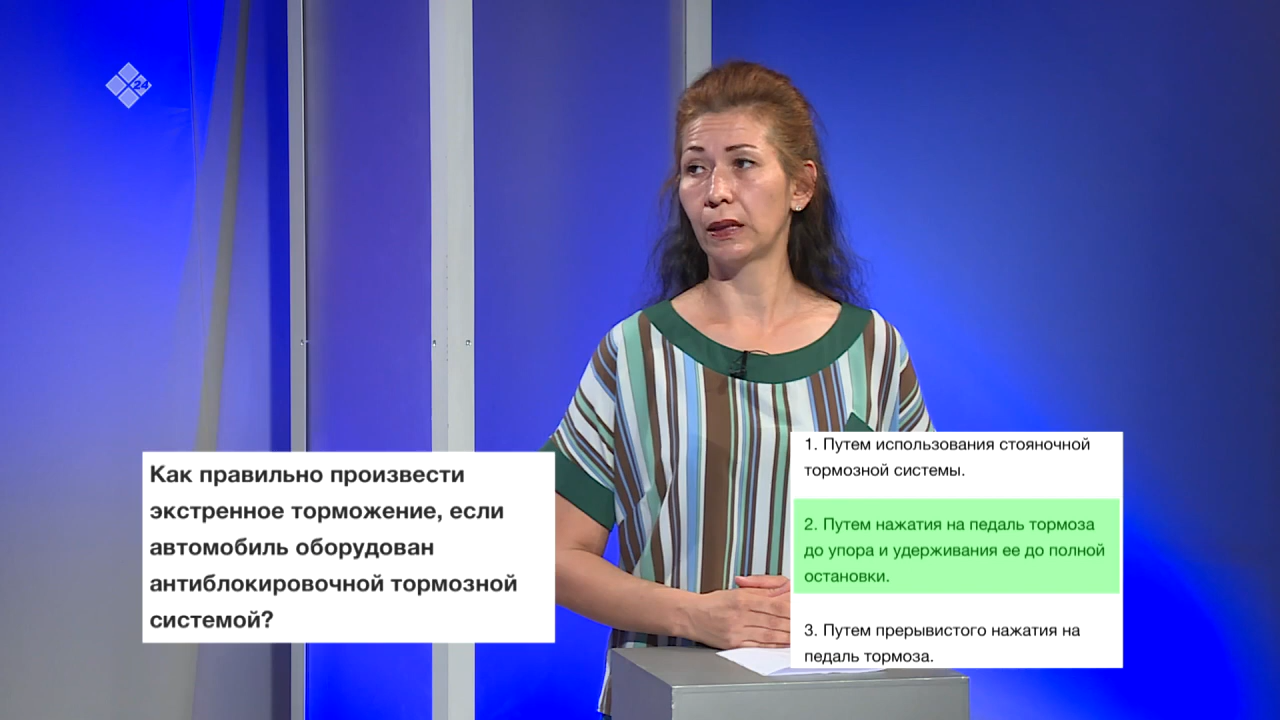 X24
Как правильно произвести
экстренное торможение, если
автомобиль оборудован
антиблокировочной тормозной
системой?
1. Путем использования стояночной
тормозной системы.
2. Путем нажатия на педаль тормоза
до упора и удерживания ее до полной
остановки.
3. Путем прерывистого нажатия на
педаль тормоза.